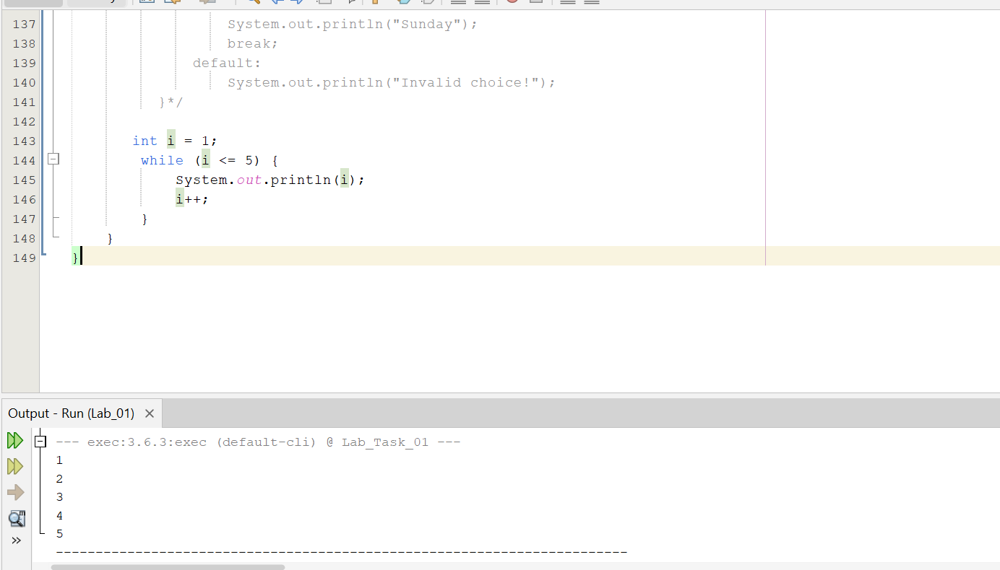 137 System.out.println("Sunday");
138 break;
139 default:
140 System.out.println("Invalid choice!");
141 }*/
142
143 int i = 1;
144 while (i <= 5) {
145 System.out.println(i);
146 i++;
147 }
148 }
149 }
Output - Run (Lab_01)
--- exec:3.6.3:exec (default-cli) @ Lab_Task_01 ---
1
2
3
4
5
------------------------------------------------------------------------